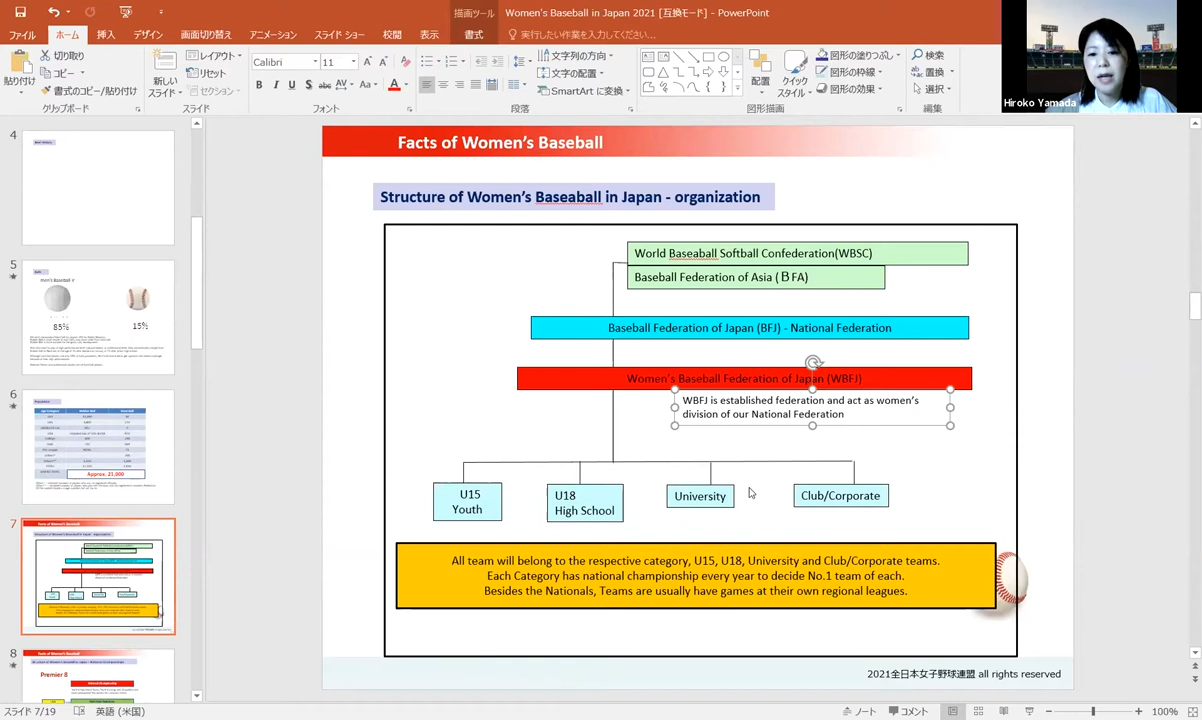 描画ツール
Women's Baseball in Japan 2021 [互換モード] - PowerPoint
ファイル ホーム 挿入 デザイン 画面切り替え アニメーション スライド ショー 校閲 表示 書式 実行したい作業を入力してください...
貼り付け
切り取り
コピー
書式のコピー/貼り付け
クリップボード
新しい
スライド
レイアウト
リセット
セクション
スライド
Calibri 11
B I U S abc AV Aa A
フォント
文字列の方向
文字の配置
SmartArt に変換
段落
配置
クイック
スタイル
図形の塗りつぶし
図形の枠線
図形の効果
図形描画
検索
置換
選択
編集
Hiroko Yamada
4
5
85% 15%
6
Approx. 21,000
7
8
Premier 8
Facts of Women's Baseball
Structure of Women's Baseaball in Japan - organization
World Baseaball Softball Confederation(WBSC)
Baseball Federation of Asia (ＢFA)
Baseball Federation of Japan (BFJ) - National Federation
Women's Baseball Federation of Japan (WBFJ)
WBFJ is established federation and act as women's
division of our National Federation
U15
Youth
U18
High School
University
Club/Corporate
All team will belong to the respective category, U15, U18, University and Club/Corporate teams.
Each Category has national championship every year to decide No.1 team of each.
Besides the Nationals, Teams are usually have games at their own regional leagues.
2021全日本女子野球連盟 all rights reserved
スライド 7/19 英語 (米国) ノート コメント 100%